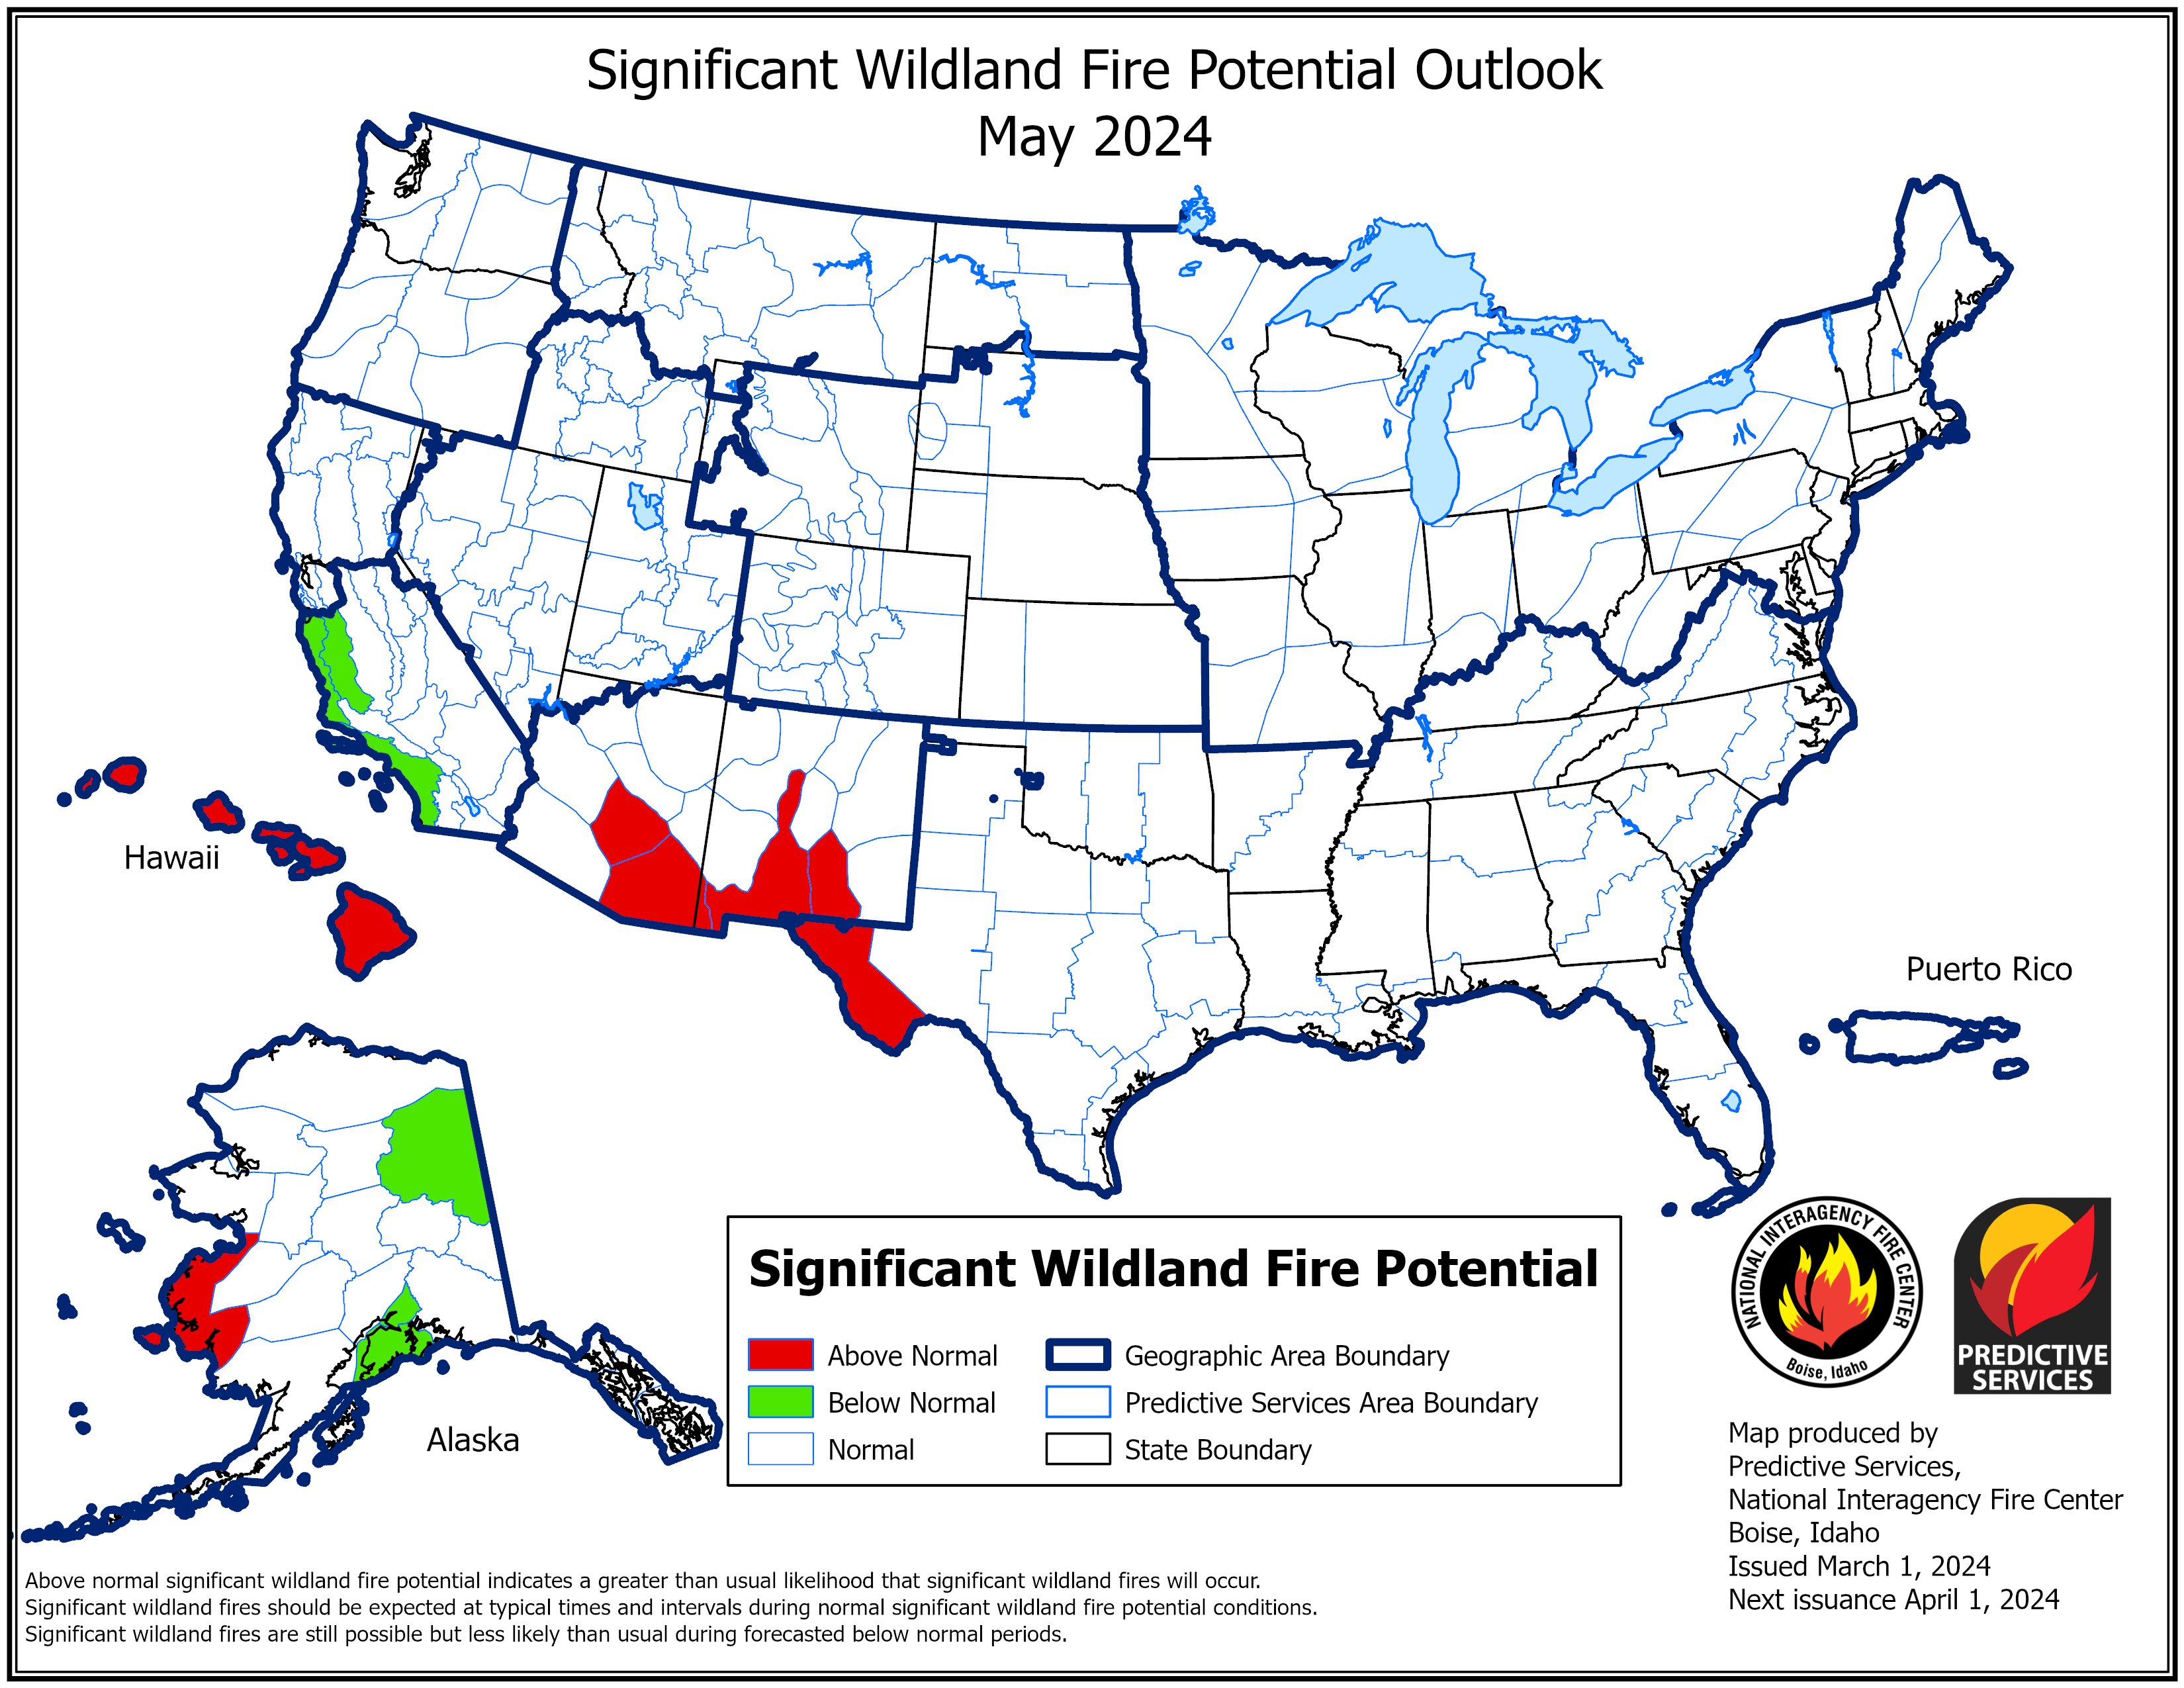 Significant Wildland Fire Potential Outlook
May 2024
Hawaii
Puerto Rico
Alaska
Significant Wildland Fire Potential
Above Normal
Below Normal
Normal
Geographic Area Boundary
Predictive Services Area Boundary
State Boundary
NATIONAL INTERAGENCY FIRE CENTER
Boise, Idaho
PREDICTIVE
SERVICES
Map produced by
Predictive Services,
National Interagency Fire Center
Boise, Idaho
Issued March 1, 2024
Next issuance April 1, 2024
Above normal significant wildland fire potential indicates a greater than usual likelihood that significant wildland fires will occur.
Significant wildland fires should be expected at typical times and intervals during normal significant wildland fire potential conditions.
Significant wildland fires are still possible but less likely than usual during forecasted below normal periods.